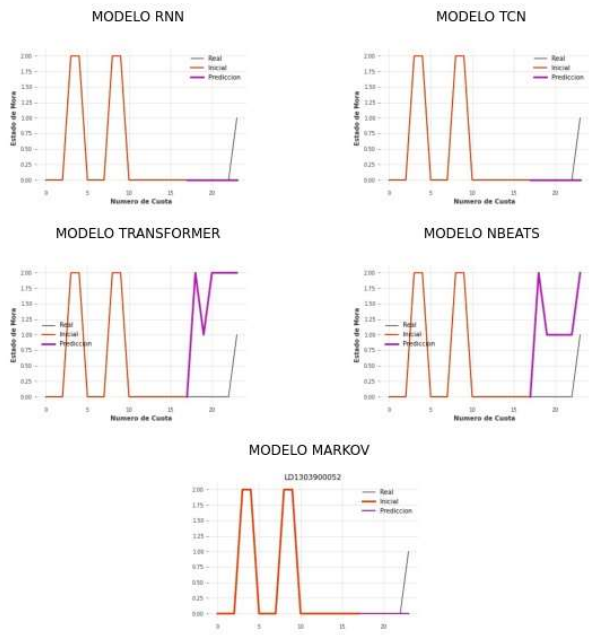 MODELO RNN
2.00
1.75
1.50
1.25
1.00
0.75
0.50
0.25
0.00
Estado de Mora
Real
Inicial
Prediccion
0 5 10 15 20
Numero de Cuota
MODELO TCN
2.00
1.75
1.50
1.25
1.00
0.75
0.50
0.25
0.00
Estado de Mora
Real
Inicial
Prediccion
0 5 10 15 20
Numero de Cuota
MODELO TRANSFORMER
2.00
1.75
1.50
1.25
1.00
0.75
0.50
0.25
0.00
Estado de Mora
Real
Inicial
Prediccion
0 5 10 15 20
Numero de Cuota
MODELO NBEATS
2.00
1.75
1.50
1.25
1.00
0.75
0.50
0.25
0.00
Estado de Mora
Real
Inicial
Prediccion
0 5 10 15 20
Numero de Cuota
MODELO MARKOV
LD1303900052
2.00
1.75
1.50
1.25
1.00
0.75
0.50
0.25
0.00
Real
Inicial
Prediccion
0 5 10 15 20